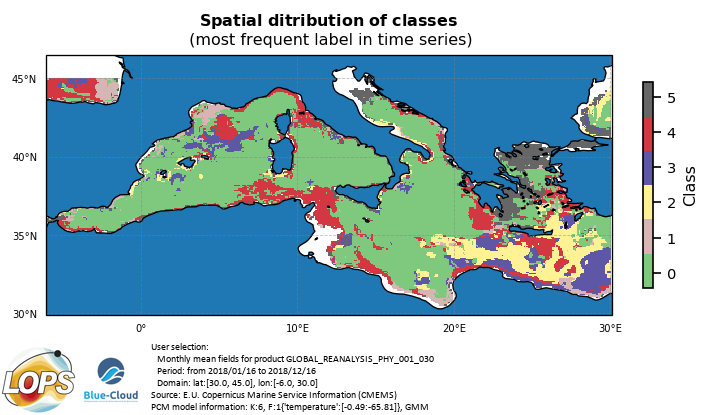 Spatial ditribution of classes
(most frequent label in time series)
45°N
40°N
35°N
30°N
0°
10°E
20°E
30°E
5
4
3
2
1
0
Class
LOPS
Blue-Cloud
User selection:
Monthly mean fields for product GLOBAL_REANALYSIS_PHY_001_030
Period: from 2018/01/16 to 2018/12/16
Domain: lat:[30.0, 45.0], lon:[-6.0, 30.0]
Source: E.U. Copernicus Marine Service Information (CMEMS)
PCM model information: K:6, F:1{'temperature':[-0.49:-65.81]}, GMM